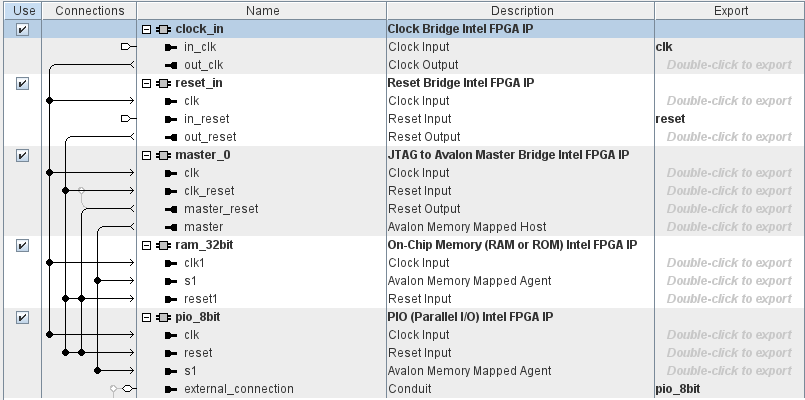 Use Connections Name Description Export
clock_in Clock Bridge Intel FPGA IP
in_clk Clock Input clk
out_clk Clock Output Double-click to export
reset_in Reset Bridge Intel FPGA IP
clk Clock Input Double-click to export
in_reset Reset Input reset
out_reset Reset Output Double-click to export
master_0 JTAG to Avalon Master Bridge Intel FPGA IP
clk Clock Input Double-click to export
clk_reset Reset Input Double-click to export
master_reset Reset Output Double-click to export
master Avalon Memory Mapped Host Double-click to export
ram_32bit On-Chip Memory (RAM or ROM) Intel FPGA IP
clk1 Clock Input Double-click to export
s1 Avalon Memory Mapped Agent Double-click to export
reset1 Reset Input Double-click to export
pio_8bit PIO (Parallel I/O) Intel FPGA IP
clk Clock Input Double-click to export
reset Reset Input Double-click to export
s1 Avalon Memory Mapped Agent Double-click to export
external_connection Conduit pio_8bit